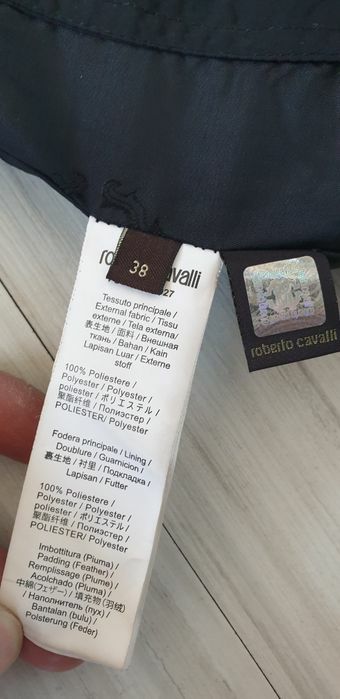 38
ro
valli
27
Tessuto principale /
External fabric / Tissu
externe / Tela externa/
表生地 / 面料 / Внешняя
ткань / Bahan / Kain
Lapisan Luar / Externe
stoff
100% Poliestere /
Polyester / Polyester /
Poliéster / ポリエステル /
聚酯纤维 / Полиэстер /
POLIESTER/ Polyester
Fodera principale / Lining /
Doublure / Guarnicion /
裏生地 / 衬里 / Подкладка /
Lapisan / Futter
100% Poliestere /
Polyester / Polyester /
Poliéster / ポリエステル /
聚酯纤维 / Полиэстер /
POLIESTER/ Polyester
Imbottitura (Piuma) /
Padding (Feather) /
Remplissage (Plume) /
Acolchado (Pluma) /
中綿(フェザー) / 填充物 (羽绒)
/ Наполнитель (пух) /
Bantalan (bulu) /
Polsterung (Feder)
roberto cavalli